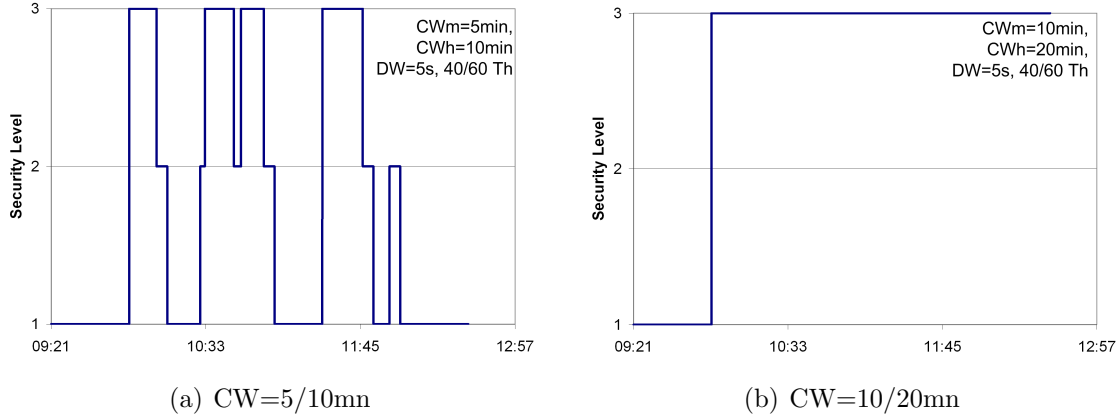 3
CWm=5min,
CWh=10min
DW=5s, 40/60 Th
Security Level
2
1
09:21
10:33
11:45
12:57
(a) CW=5/10mn
3
CWm=10min,
CWh=20min,
DW=5s, 40/60 Th
Security Level
2
1
09:21
10:33
11:45
12:57
(b) CW=10/20mn